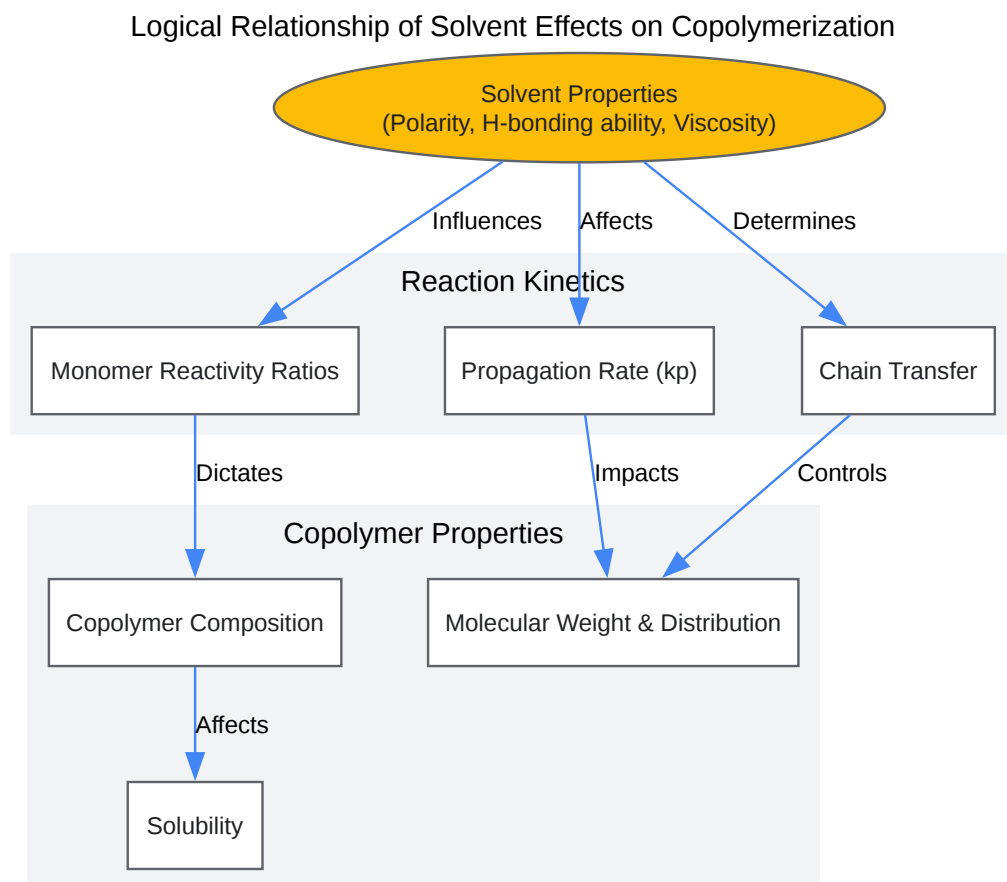 Logical Relationship of Solvent Effects on Copolymerization
Solvent Properties
(Polarity, H-bonding ability, Viscosity)
Influences
Affects
Determines
Reaction Kinetics
Monomer Reactivity Ratios
Propagation Rate (kp)
Chain Transfer
Dictates
Impacts
Controls
Copolymer Properties
Copolymer Composition
Molecular Weight & Distribution
Affects
Solubility